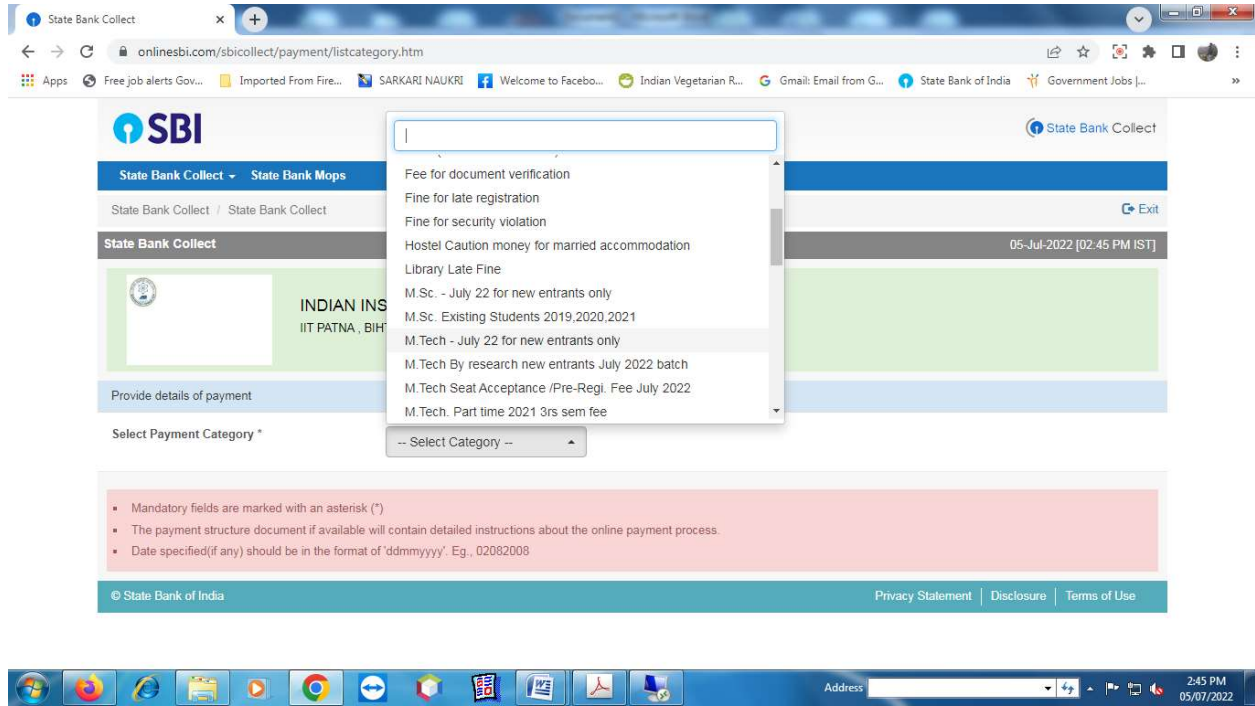 State Bank Collect
onlinesbi.com/sbicollect/payment/listcategory.htm
Apps Free job alerts Gov... Imported From Fire... SARKARI NAUKRI Welcome to Facebo... Indian Vegetarian R... Gmail: Email from G... State Bank of India Government Jobs |...
SBI
State Bank Collect
State Bank Collect State Bank Mops
State Bank Collect / State Bank Collect
Exit
State Bank Collect
05-Jul-2022 [02:45 PM IST]
INDIAN INS
IIT PATNA , BIH
Fee for document verification
Fine for late registration
Fine for security violation
Hostel Caution money for married accommodation
Library Late Fine
M.Sc. - July 22 for new entrants only
M.Sc. Existing Students 2019,2020,2021
M.Tech - July 22 for new entrants only
M.Tech By research new entrants July 2022 batch
M.Tech Seat Acceptance /Pre-Regi. Fee July 2022
M.Tech. Part time 2021 3rs sem fee
Provide details of payment
Select Payment Category *
-- Select Category --
Mandatory fields are marked with an asterisk (*)
The payment structure document if available will contain detailed instructions about the online payment process.
Date specified(if any) should be in the format of 'ddmmyyyy'. Eg., 02082008
© State Bank of India
Privacy Statement | Disclosure | Terms of Use
Address
2:45 PM
05/07/2022